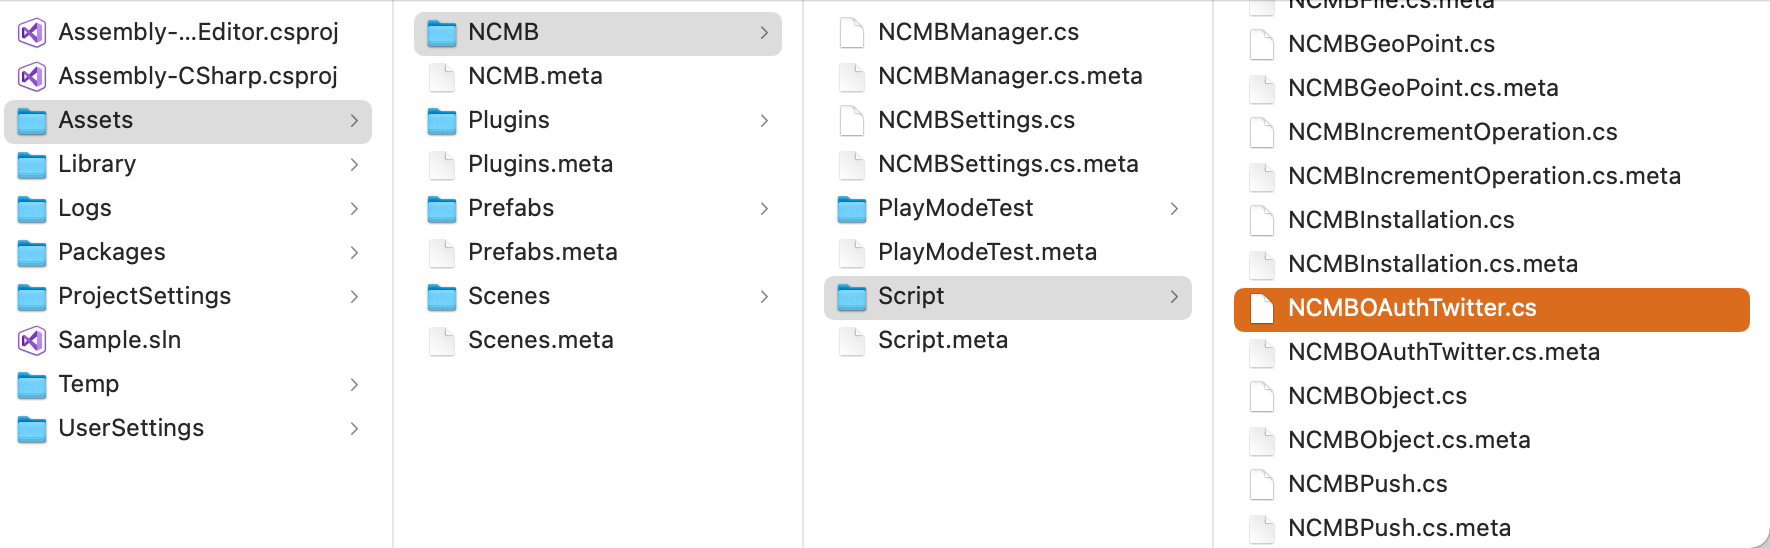 Assembly-...Editor.csproj
Assembly-CSharp.csproj
Assets
Library
Logs
Packages
ProjectSettings
Sample.sln
Temp
UserSettings
NCMB
NCMB.meta
Plugins
Plugins.meta
Prefabs
Prefabs.meta
Scenes
Scenes.meta
NCMBManager.cs
NCMBManager.cs.meta
NCMBSettings.cs
NCMBSettings.cs.meta
PlayModeTest
PlayModeTest.meta
Script
Script.meta
NCMBFile.cs.meta
NCMBGeoPoint.cs
NCMBGeoPoint.cs.meta
NCMBIncrementOperation.cs
NCMBIncrementOperation.cs.meta
NCMBInstallation.cs
NCMBInstallation.cs.meta
NCMBOAuthTwitter.cs
NCMBOAuthTwitter.cs.meta
NCMBObject.cs
NCMBObject.cs.meta
NCMBPush.cs
NCMBPush.cs.meta